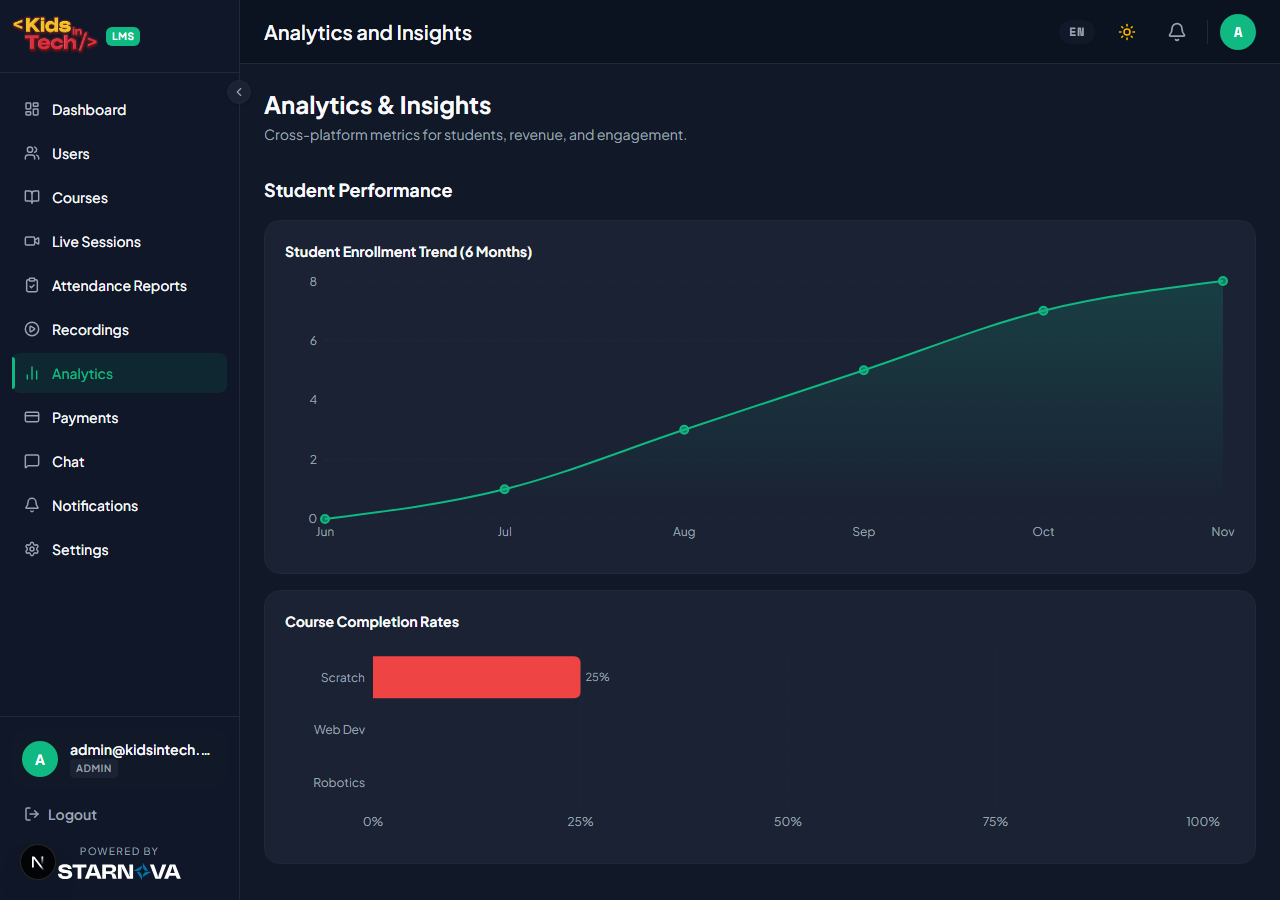 <Kids in
Tech/>
LMS
Analytics and Insights
EN
A
Dashboard
Users
Courses
Live Sessions
Attendance Reports
Recordings
Analytics
Payments
Chat
Notifications
Settings
admin@kidsintech....
A
ADMIN
Logout
N
POWERED BY
STARNOVA
Analytics & Insights
Cross-platform metrics for students, revenue, and engagement.
Student Performance
Student Enrollment Trend (6 Months)
8
6
4
2
0
Jun Jul Aug Sep Oct Nov
Course Completion Rates
Scratch 25%
Web Dev
Robotics
0% 25% 50% 75% 100%